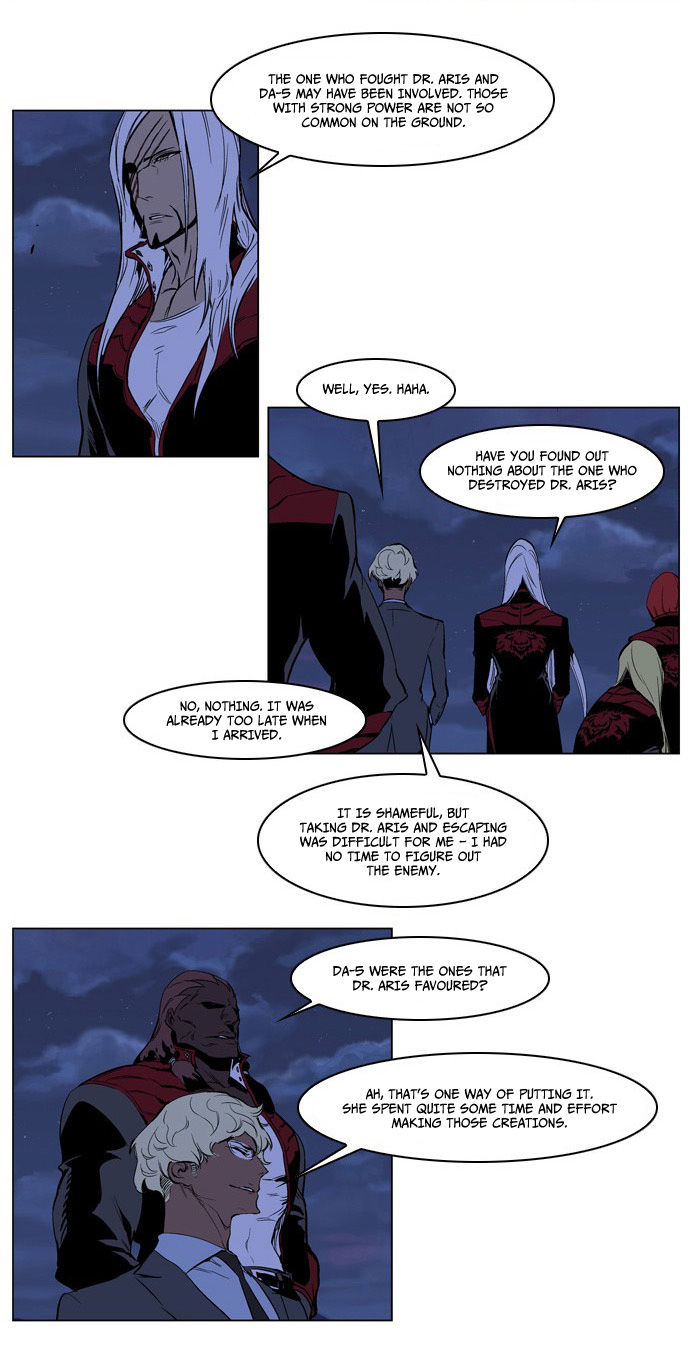 THE ONE WHO FOUGHT DR. ARIS AND
DA-5 MAY HAVE BEEN INVOLVED. THOSE
WITH STRONG POWER ARE NOT SO
COMMON ON THE GROUND.
WELL, YES. HAHA.
HAVE YOU FOUND OUT
NOTHING ABOUT THE ONE WHO
DESTROYED DR. ARIS?
NO, NOTHING. IT WAS
ALREADY TOO LATE WHEN
I ARRIVED.
IT IS SHAMEFUL, BUT
TAKING DR. ARIS AND ESCAPING
WAS DIFFICULT FOR ME - I HAD
NO TIME TO FIGURE OUT
THE ENEMY.
DA-5 WERE THE ONES THAT
DR. ARIS FAVOURED?
AH, THAT'S ONE WAY OF PUTTING IT.
SHE SPENT QUITE SOME TIME AND EFFORT
MAKING THOSE CREATIONS.